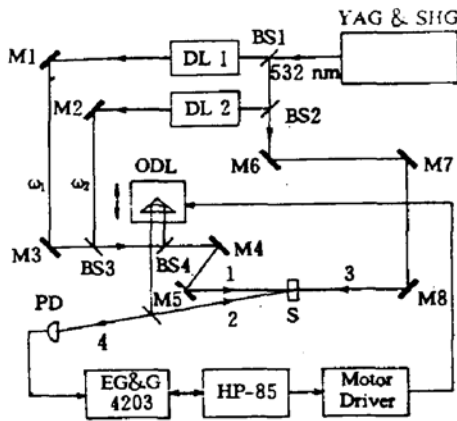 YAG & SHG
BS1
M1
DL 1
532 nm
M2
DL 2
BS2
M6
M7
ODL
ω₁
ω₂
M3
BS3
BS4
M4
M5
1
3
2
S
M8
PD
4
EG&G
4203
HP-85
Motor
Driver